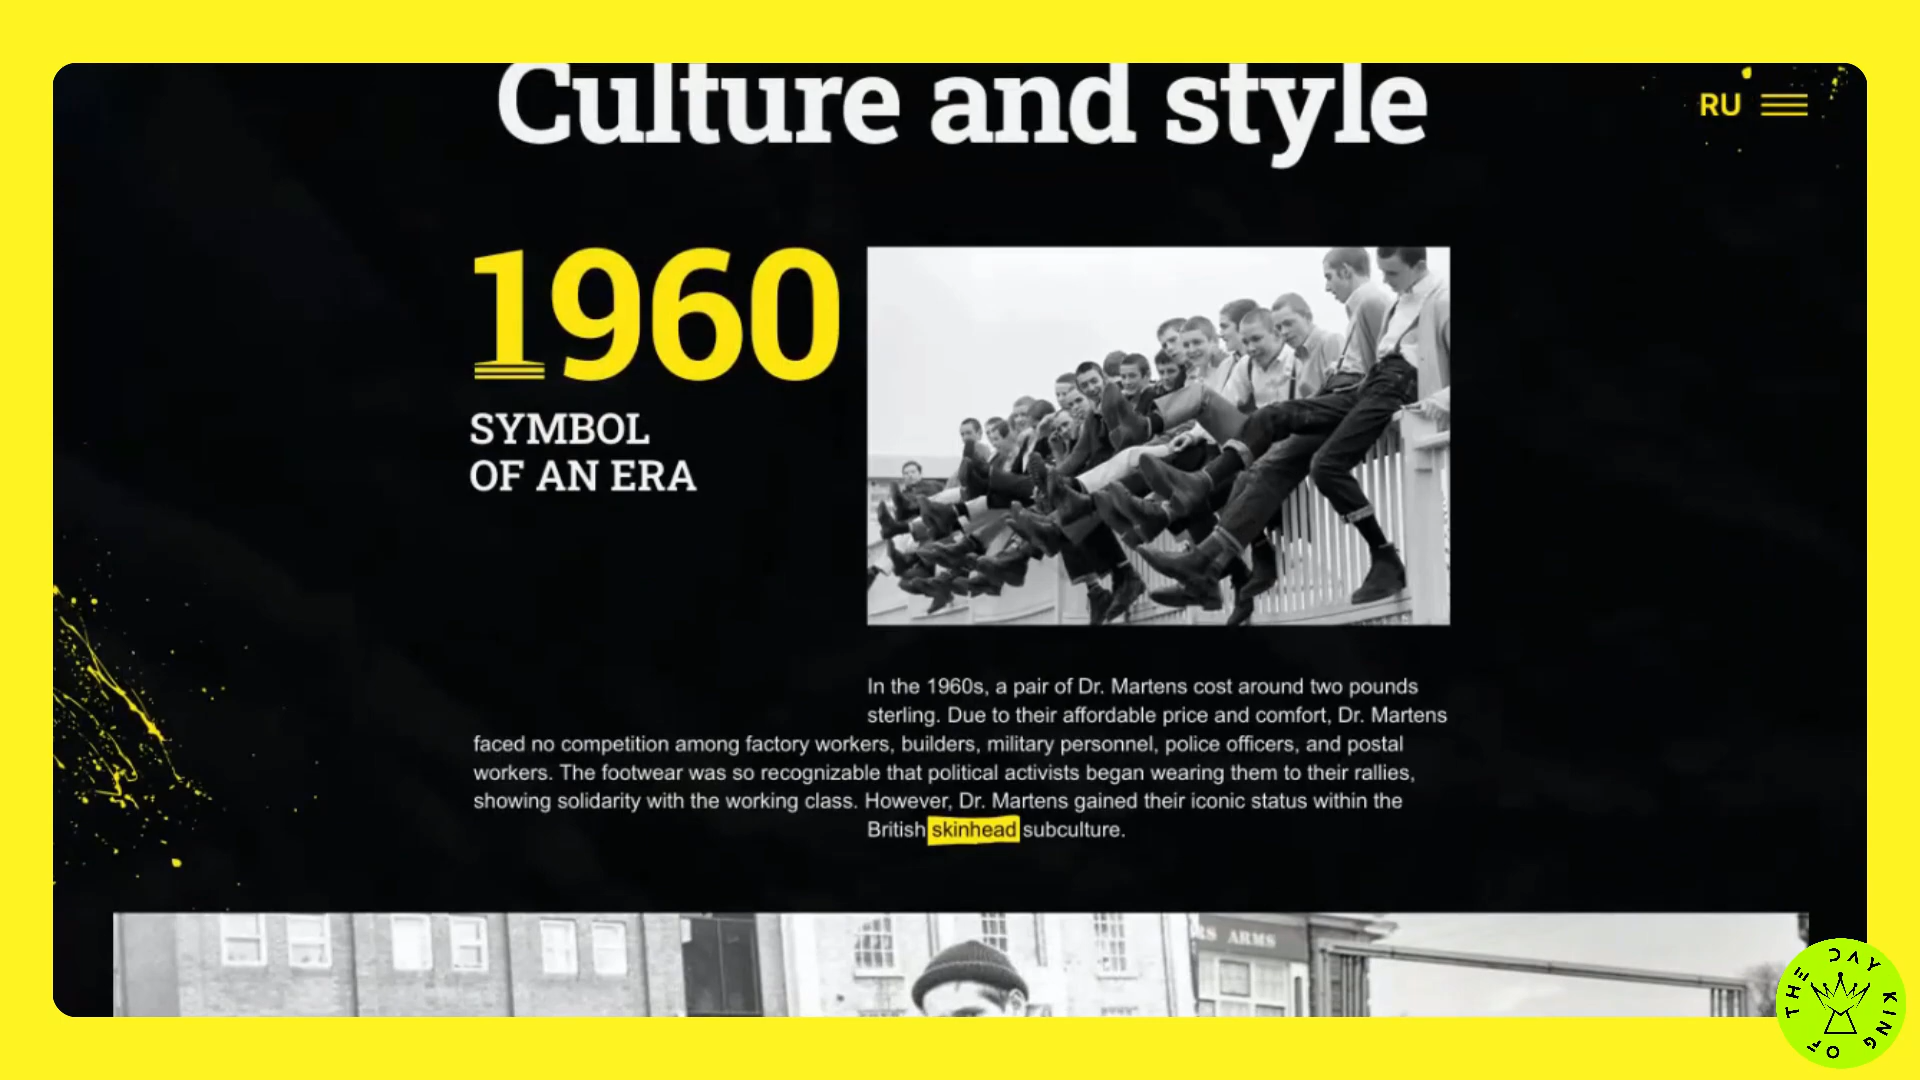 Culture and style
RU
1960
SYMBOL
OF AN ERA
In the 1960s, a pair of Dr. Martens cost around two pounds
sterling. Due to their affordable price and comfort, Dr. Martens
faced no competition among factory workers, builders, military personnel, police officers, and postal
workers. The footwear was so recognizable that political activists began wearing them to their rallies,
showing solidarity with the working class. However, Dr. Martens gained their iconic status within the
British skinhead subculture.
RS ARMS
KING OF THE DAY